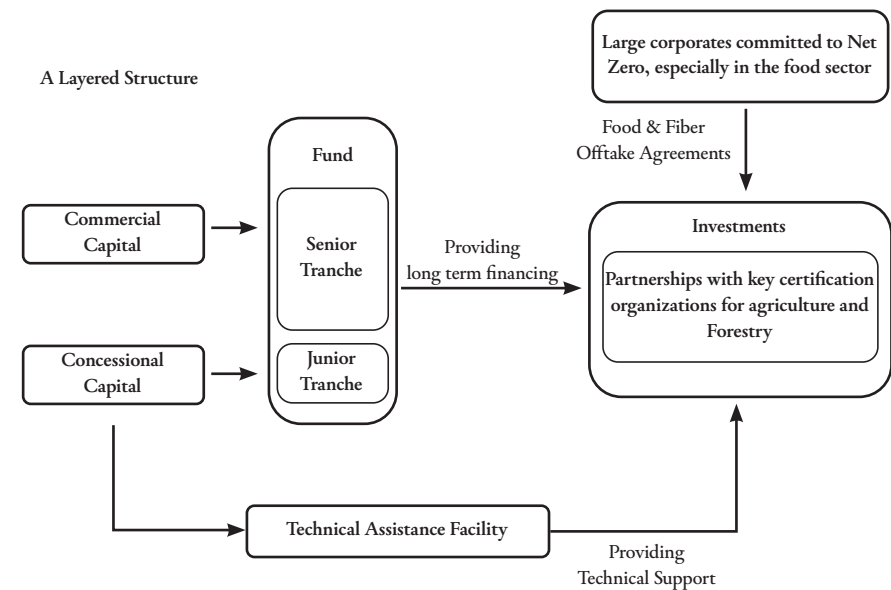 A Layered Structure
Large corporates committed to Net
Zero, especially in the food sector
Food & Fiber
Offtake Agreements
Fund
Commercial
Capital
Senior
Tranche
Providing
long term financing
Investments
Partnerships with key certification
organizations for agriculture and
Forestry
Concessional
Capital
Junior
Tranche
Technical Assistance Facility
Providing
Technical Support